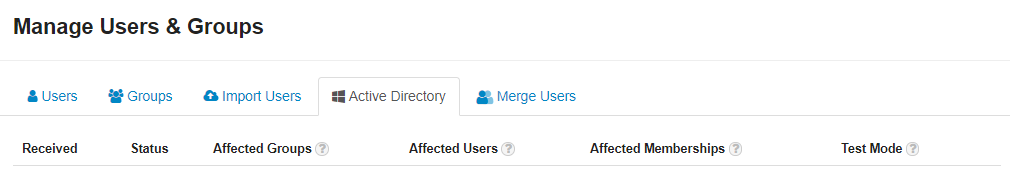 Manage Users & Groups
Users Groups Import Users Active Directory Merge Users
Received Status Affected Groups ? Affected Users ? Affected Memberships ? Test Mode ?